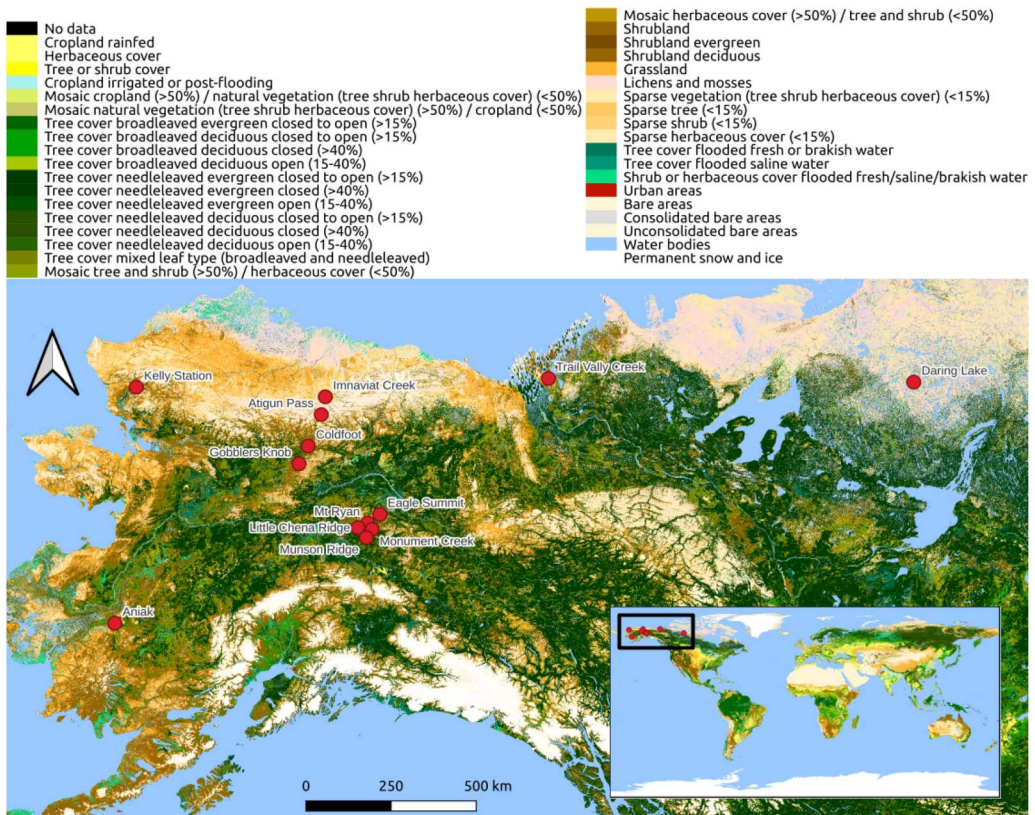 No data
Cropland rainfed
Herbaceous cover
Tree or shrub cover
Cropland irrigated or post-flooding
Mosaic cropland (>50%) / natural vegetation (tree shrub herbaceous cover) (<50%)
Mosaic natural vegetation (tree shrub herbaceous cover) (>50%) / cropland (<50%)
Tree cover broadleaved evergreen closed to open (>15%)
Tree cover broadleaved deciduous closed to open (>15%)
Tree cover broadleaved deciduous closed (>40%)
Tree cover broadleaved deciduous open (15-40%)
Tree cover needleleaved evergreen closed to open (>15%)
Tree cover needleleaved evergreen closed (>40%)
Tree cover needleleaved evergreen open (15-40%)
Tree cover needleleaved deciduous closed to open (>15%)
Tree cover needleleaved deciduous closed (>40%)
Tree cover needleleaved deciduous open (15-40%)
Tree cover mixed leaf type (broadleaved and needleleaved)
Mosaic tree and shrub (>50%) / herbaceous cover (<50%)
Mosaic herbaceous cover (>50%) / tree and shrub (<50%)
Shrubland
Shrubland evergreen
Shrubland deciduous
Grassland
Lichens and mosses
Sparse vegetation (tree shrub herbaceous cover) (<15%)
Sparse tree (<15%)
Sparse shrub (<15%)
Sparse herbaceous cover (<15%)
Tree cover flooded fresh or brakish water
Tree cover flooded saline water
Shrub or herbaceous cover flooded fresh/saline/brakish water
Urban areas
Bare areas
Consolidated bare areas
Unconsolidated bare areas
Water bodies
Permanent snow and ice
Trail Vally Creek
Daring Lake
Kelly Station
Imnaviat Creek
Atigun Pass
Coldfoot
Gobblers Knob
Eagle Summit
Mt Ryan
Little Chena Ridge
Monument Creek
Munson Ridge
Aniak
0 250 500 km